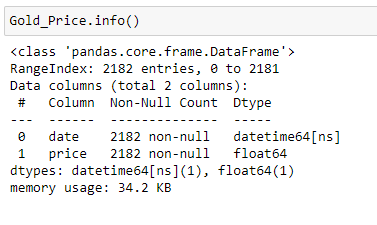 Gold_Price.info()
<class 'pandas.core.frame.DataFrame'>
RangeIndex: 2182 entries, 0 to 2181
Data columns (total 2 columns):
 #   Column  Non-Null Count  Dtype
---  ------  --------------  -----
 0   date    2182 non-null   datetime64[ns]
 1   price   2182 non-null   float64
dtypes: datetime64[ns](1), float64(1)
memory usage: 34.2 KB